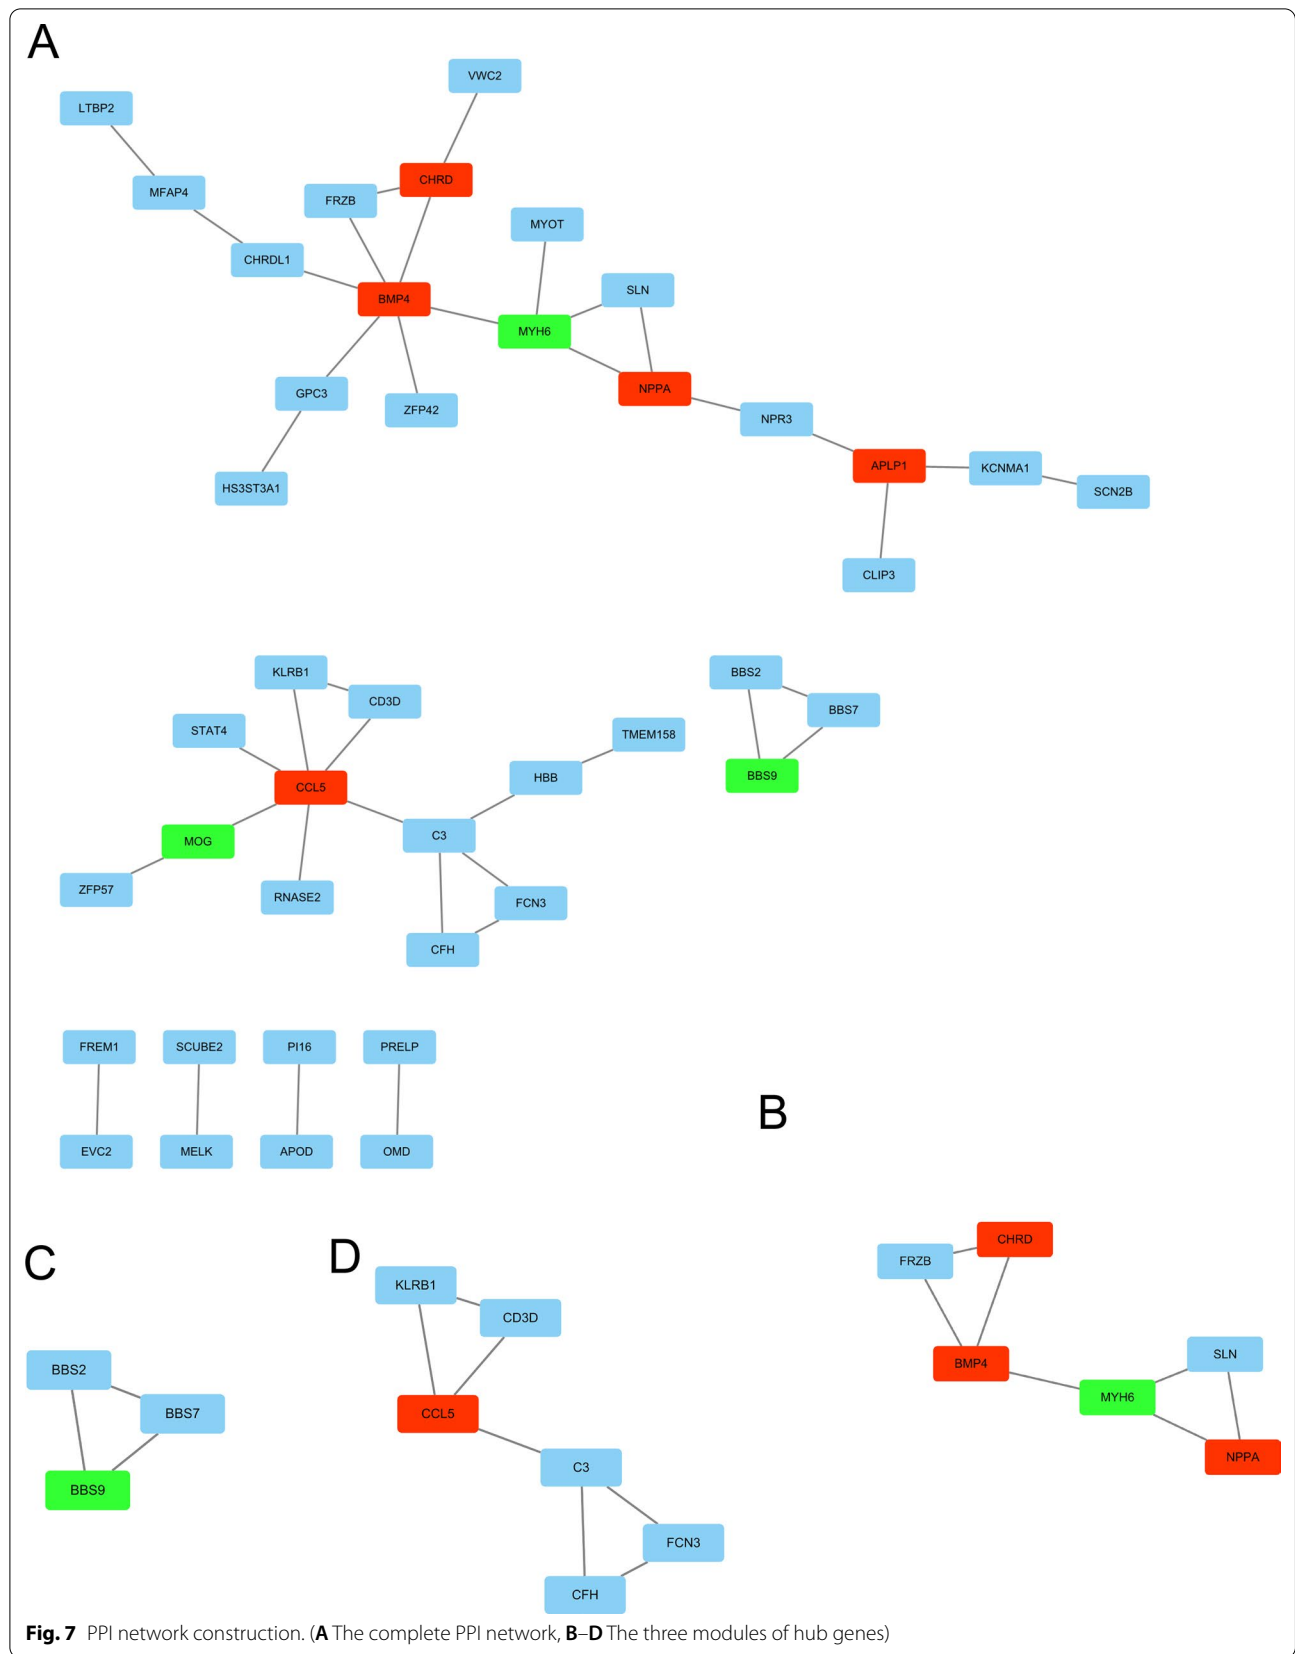 A
VWC2
LTBP2
CHRD
MFAP4
FRZB
MYOT
CHRDL1
SLN
BMP4
MYH6
NPPA
GPC3
ZFP42
NPR3
APLP1
KCNMA1
HS3ST3A1
SCN2B
CLIP3
KLRB1
BBS2
CD3D
BBS7
STAT4
TMEM158
HBB
BBS9
CCL5
C3
MOG
ZFP57
RNASE2
FCN3
CFH
FREM1
SCUBE2
PI16
PRELP
EVC2
MELK
APOD
OMD
B
CHRD
FRZB
SLN
BMP4
MYH6
NPPA
C
BBS2
BBS7
BBS9
D
KLRB1
CD3D
CCL5
C3
FCN3
CFH
Fig. 7 PPI network construction. (A The complete PPI network, B–D The three modules of hub genes)